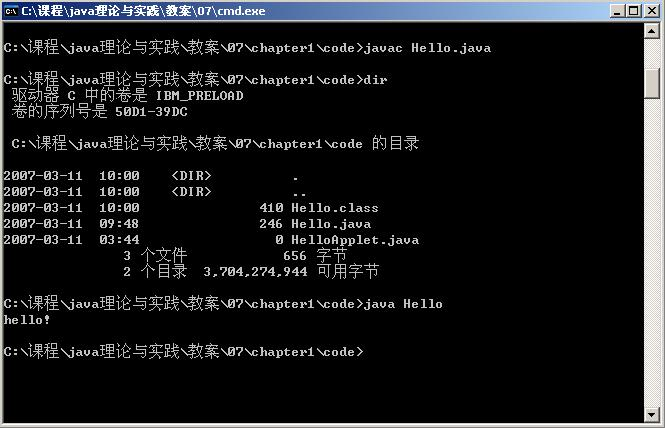 C:\课程\java理论与实践\教案\07\cmd.exe
C:\课程\java理论与实践\教案\07\chapter1\code>javac Hello.java
C:\课程\java理论与实践\教案\07\chapter1\code>dir
驱动器 C 中的卷是 IBM_PRELOAD
卷的序列号是 50D1-39DC
C:\课程\java理论与实践\教案\07\chapter1\code 的目录
2007-03-11  10:00    <DIR>          .
2007-03-11  10:00    <DIR>          ..
2007-03-11  10:00               410 Hello.class
2007-03-11  09:48               246 Hello.java
2007-03-11  03:44                 0 HelloApplet.java
3 个文件            656 字节
2 个目录  3,704,274,944 可用字节
C:\课程\java理论与实践\教案\07\chapter1\code>java Hello
hello!
C:\课程\java理论与实践\教案\07\chapter1\code>